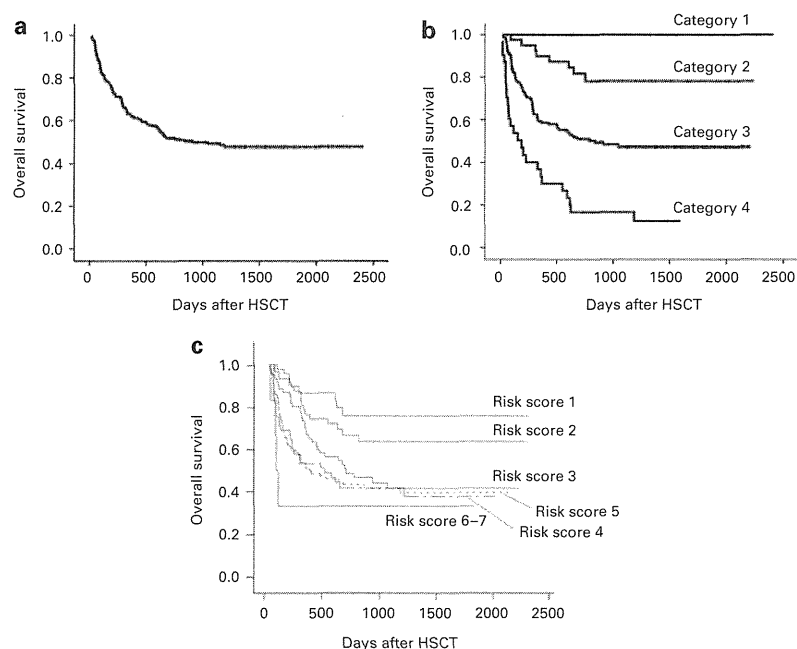 a
1.0
0.8
0.6
0.4
0.2
0.0
Overall survival
0 500 1000 1500 2000 2500
Days after HSCT
b
1.0
0.8
0.6
0.4
0.2
0.0
Overall survival
Category 1
Category 2
Category 3
Category 4
0 500 1000 1500 2000 2500
Days after HSCT
c
1.0
0.8
0.6
0.4
0.2
0.0
Overall survival
Risk score 1
Risk score 2
Risk score 3
Risk score 5
Risk score 6–7
Risk score 4
0 500 1000 1500 2000 2500
Days after HSCT